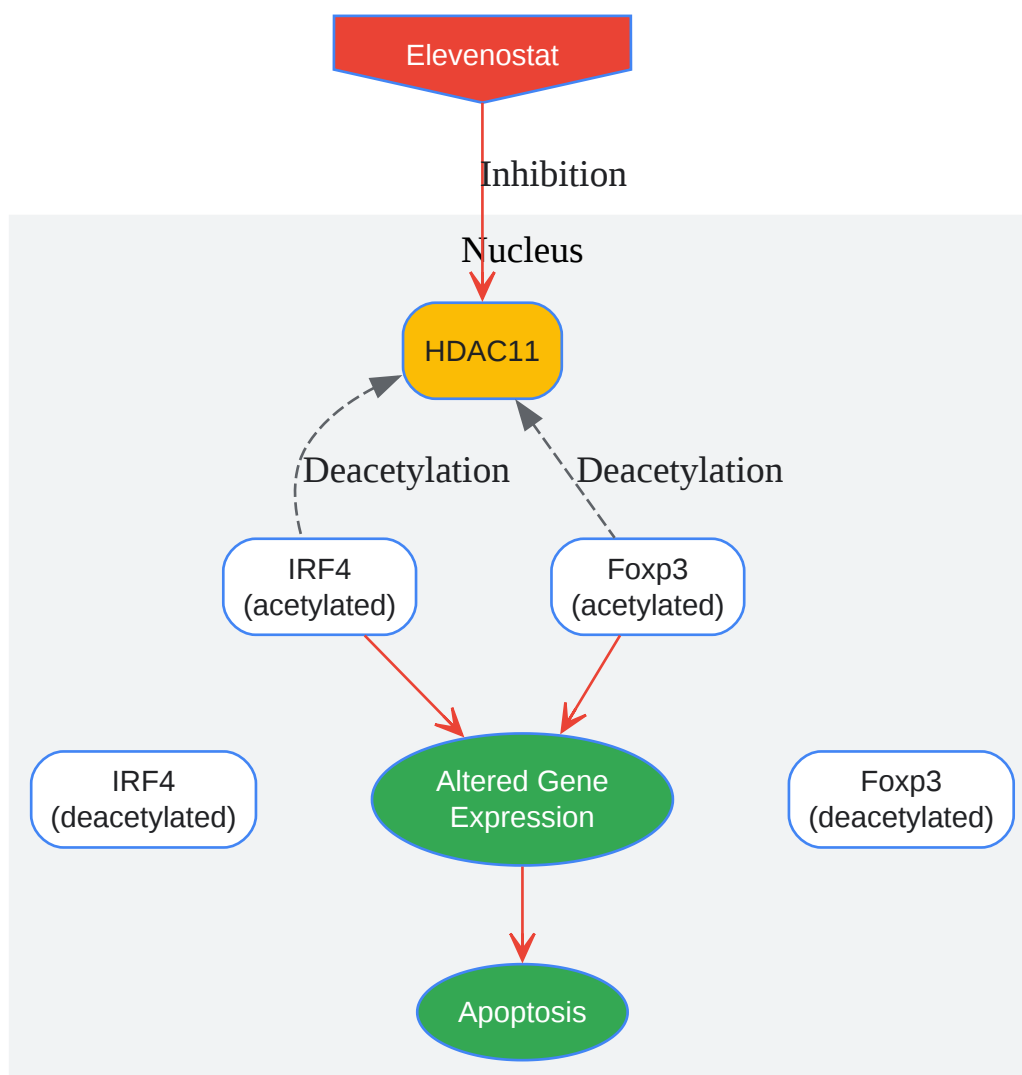 Elevenostat
Inhibition
Nucleus
HDAC11
Deacetylation
Deacetylation
IRF4
(acetylated)
Foxp3
(acetylated)
IRF4
(deacetylated)
Altered Gene
Expression
Foxp3
(deacetylated)
Apoptosis